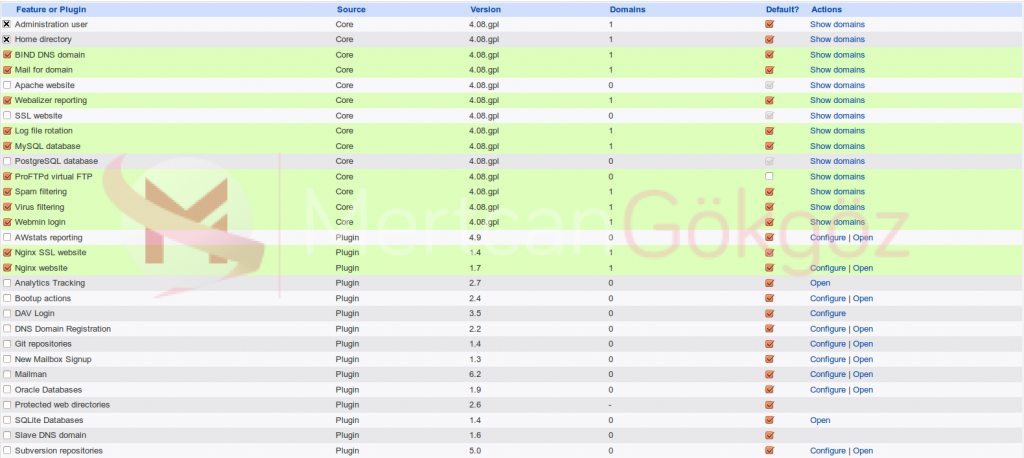 Feature or Plugin Source Version Domains Default? Actions
Administration user Core 4.08.gpl 1 Show domains
Home directory Core 4.08.gpl 1 Show domains
BIND DNS domain Core 4.08.gpl 1 Show domains
Mail for domain Core 4.08.gpl 1 Show domains
Apache website Core 4.08.gpl 0 Show domains
Webalizer reporting Core 4.08.gpl 1 Show domains
SSL website Core 4.08.gpl 0 Show domains
Log file rotation Core 4.08.gpl 1 Show domains
MySQL database Core 4.08.gpl 1 Show domains
PostgreSQL database Core 4.08.gpl 0 Show domains
ProFTPd virtual FTP Core 4.08.gpl 0 Show domains
Spam filtering Core 4.08.gpl 1 Show domains
Virus filtering Core 4.08.gpl 1 Show domains
Webmin login Core 4.08.gpl 1 Show domains
Mertcan Gökgöz
AWstats reporting Plugin 4.9 0 Configure | Open
Nginx SSL website Plugin 1.4 1
Nginx website Plugin 1.7 1 Configure | Open
Analytics Tracking Plugin 2.7 0 Open
Bootup actions Plugin 2.4 0 Configure | Open
DAV Login Plugin 3.5 0 Configure
DNS Domain Registration Plugin 2.2 0 Configure | Open
Git repositories Plugin 1.4 0 Configure | Open
New Mailbox Signup Plugin 1.3 0 Configure | Open
Mailman Plugin 6.2 0 Configure | Open
Oracle Databases Plugin 1.9 0 Configure | Open
Protected web directories Plugin 2.6 -
SQLite Databases Plugin 1.4 0 Open
Slave DNS domain Plugin 1.6 0
Subversion repositories Plugin 5.0 0 Configure | Open